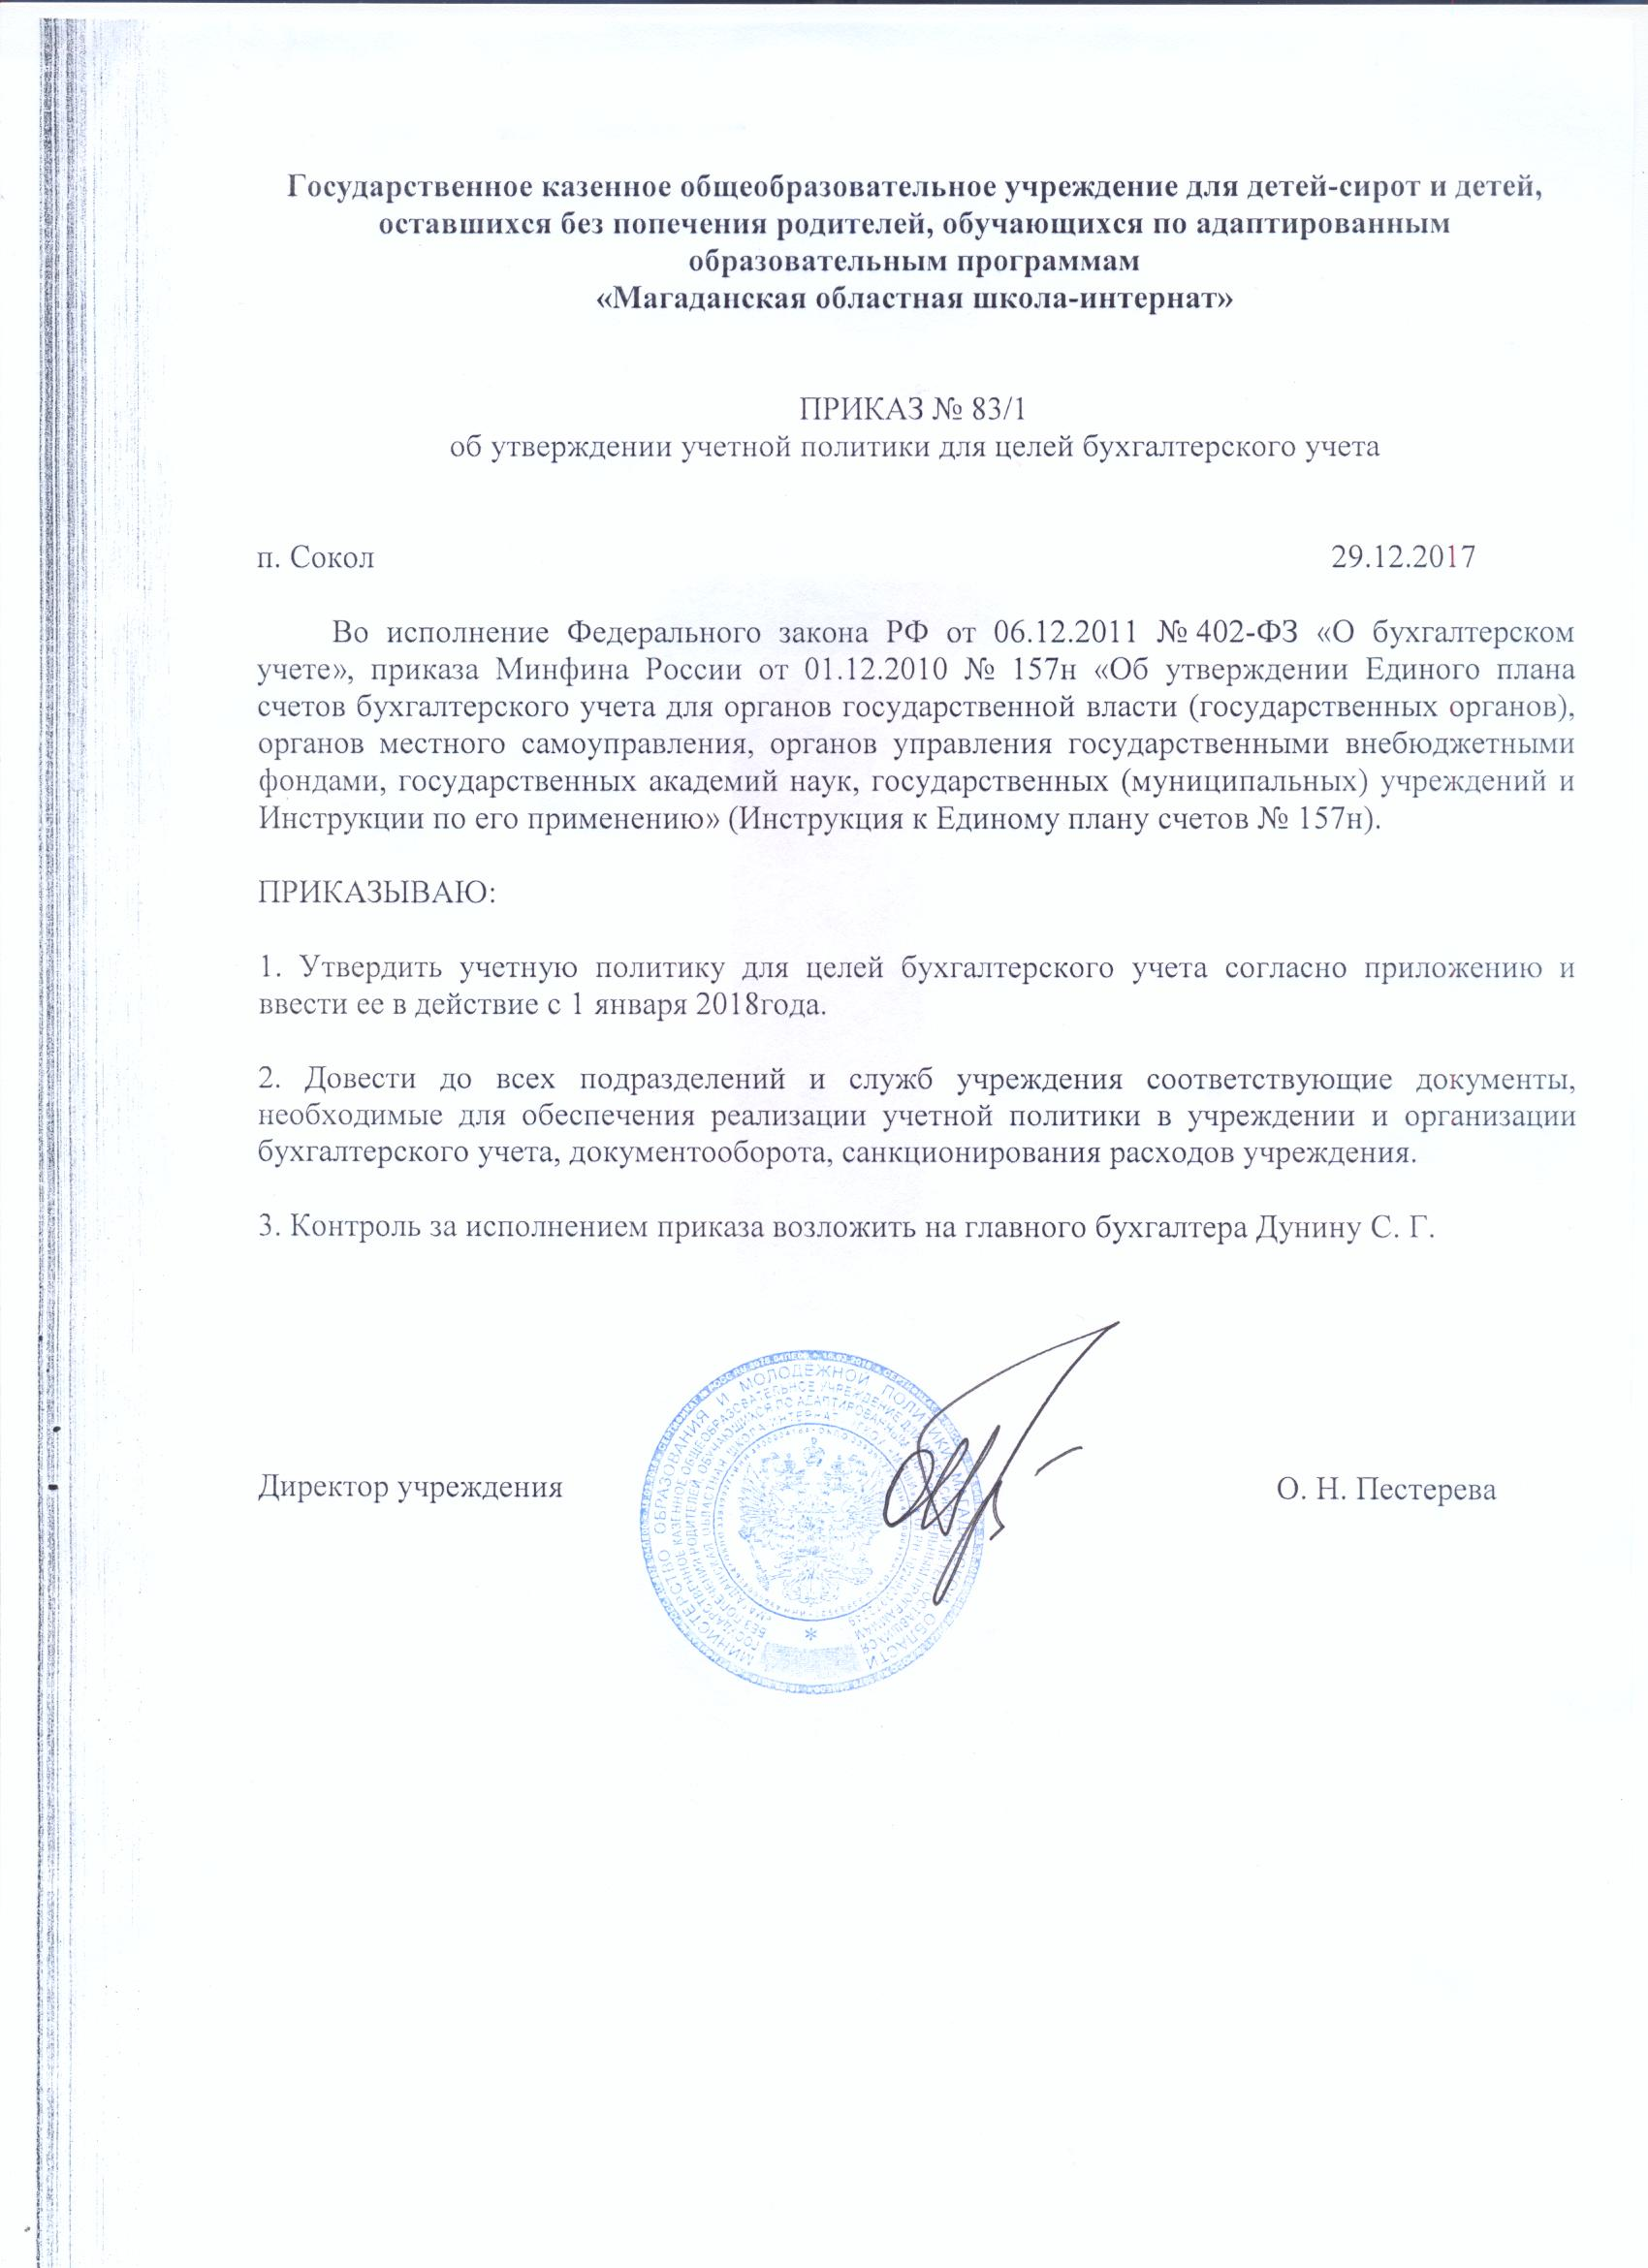 Государственное казенное общеобразовательное учреждение для детей-сирот и детей,
оставшихся без попечения родителей, обучающихся по адаптированным
образовательным программам
«Магаданская областная школа-интернат»
ПРИКАЗ № 83/1
об утверждении учетной политики для целей бухгалтерского учета
п. Сокол 29.12.2017
Во исполнение Федерального закона РФ от 06.12.2011 № 402-ФЗ «О бухгалтерском
учете», приказа Минфина России от 01.12.2010 № 157н «Об утверждении Единого плана
счетов бухгалтерского учета для органов государственной власти (государственных органов),
органов местного самоуправления, органов управления государственными внебюджетными
фондами, государственных академий наук, государственных (муниципальных) учреждений и
Инструкции по его применению» (Инструкция к Единому плану счетов № 157н).
ПРИКАЗЫВАЮ:
1. Утвердить учетную политику для целей бухгалтерского учета согласно приложению и
ввести ее в действие с 1 января 2018года.
2. Довести до всех подразделений и служб учреждения соответствующие документы,
необходимые для обеспечения реализации учетной политики в учреждении и организации
бухгалтерского учета, документооборота, санкционирования расходов учреждения.
3. Контроль за исполнением приказа возложить на главного бухгалтера Дунину С. Г.
Директор учреждения О. Н. Пестерева
МИНИСТЕРСТВО ОБРАЗОВАНИЯ И МОЛОДЕЖНОЙ ПОЛИТИКИ МАГАДАНСКОЙ ОБЛАСТИ